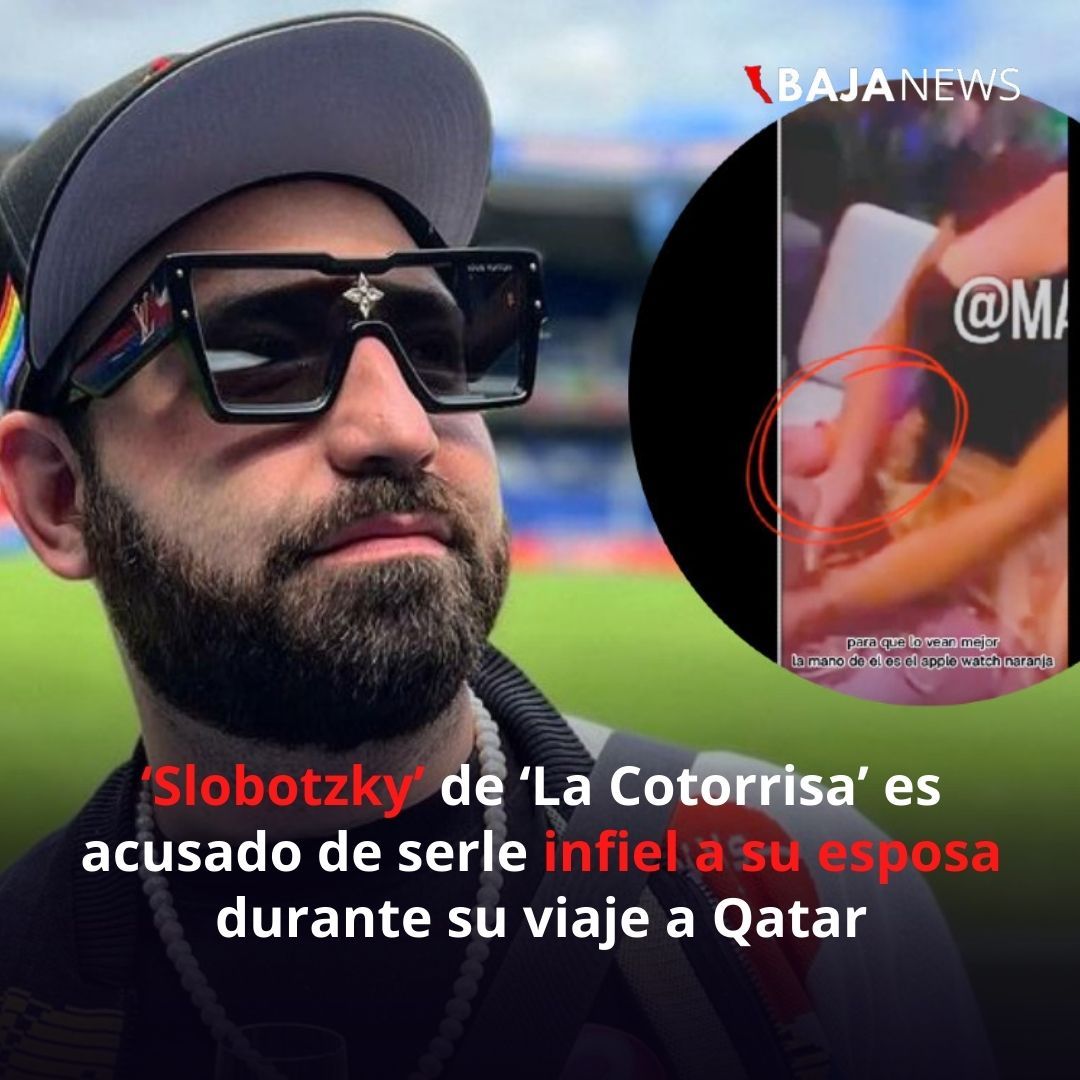 BAJANEWS
@MA
para que lo vean mejor
la mano de el es el apple watch naranja
‘Slobotzky’ de ‘La Cotorrisa’ es
acusado de serle infiel a su esposa
durante su viaje a Qatar